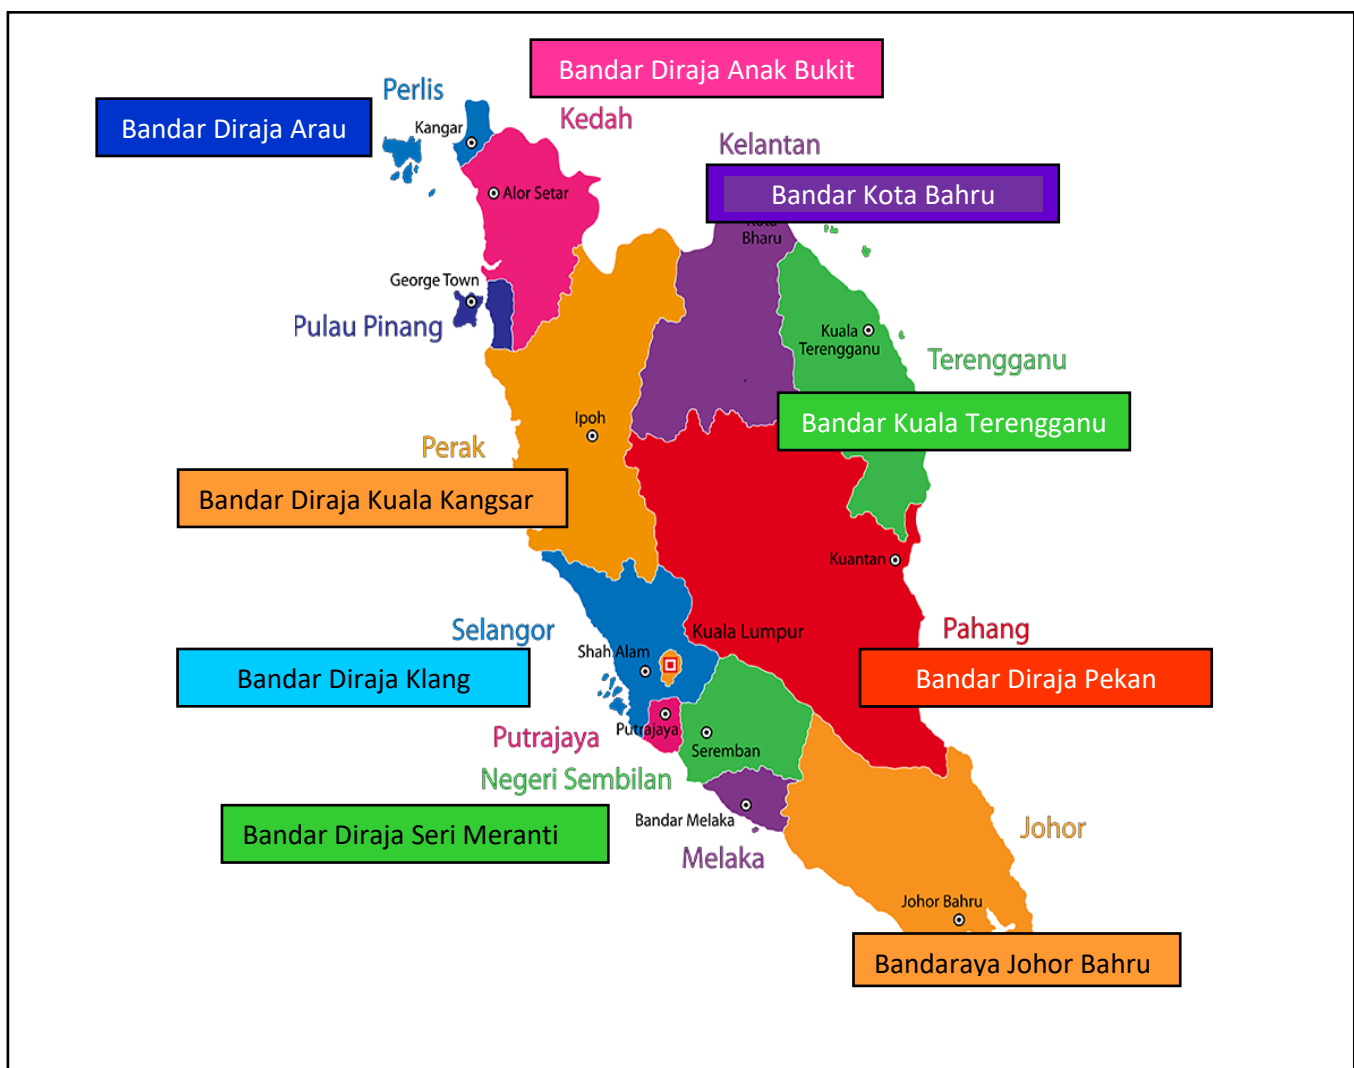 Bandar Diraja Anak Bukit
Perlis
Bandar Diraja Arau
Kangar
Kedah
Kelantan
Alor Setar
Bandar Kota Bahru
Kota
Bharu
George Town
Pulau Pinang
Kuala
Terengganu
Terengganu
Ipoh
Bandar Kuala Terengganu
Perak
Bandar Diraja Kuala Kangsar
Kuantan
Selangor
Kuala Lumpur
Pahang
Shah Alam
Bandar Diraja Klang
Bandar Diraja Pekan
Putrajaya
Putrajaya
Seremban
Negeri Sembilan
Bandar Diraja Seri Meranti
Bandar Melaka
Melaka
Johor
Johor Bahru
Bandaraya Johor Bahru